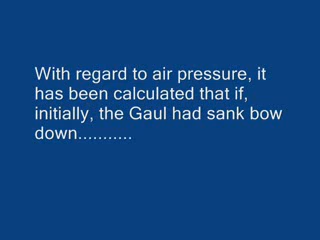 With regard to air pressure, it
has been calculated that if,
initially, the Gaul had sank bow
down...........